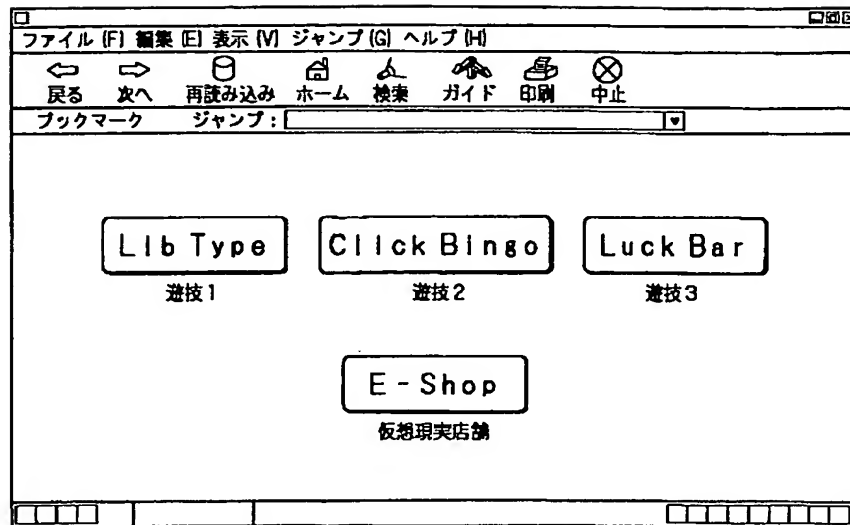 ファイル (F) 編集 (E) 表示 (V) ジャンプ (G) ヘルプ (H)
戻る 次へ 再読み込み ホーム 検索 ガイド 印刷 中止
ブックマーク ジャンプ:
Lib Type Click Bingo Luck Bar
遊技1 遊技2 遊技3
E-Shop
仮想現実店舗